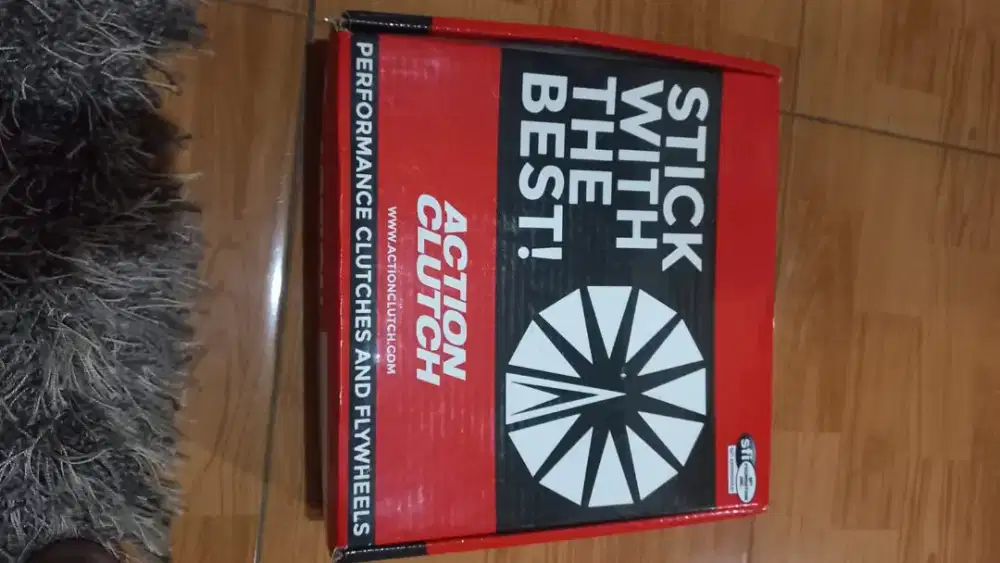 STICK
WITH
THE
BEST!
ACTION
CLUTCH
WWW.ACTIONCLUTCH.COM
PERFORMANCE CLUTCHES AND FLYWHEELS
sfi